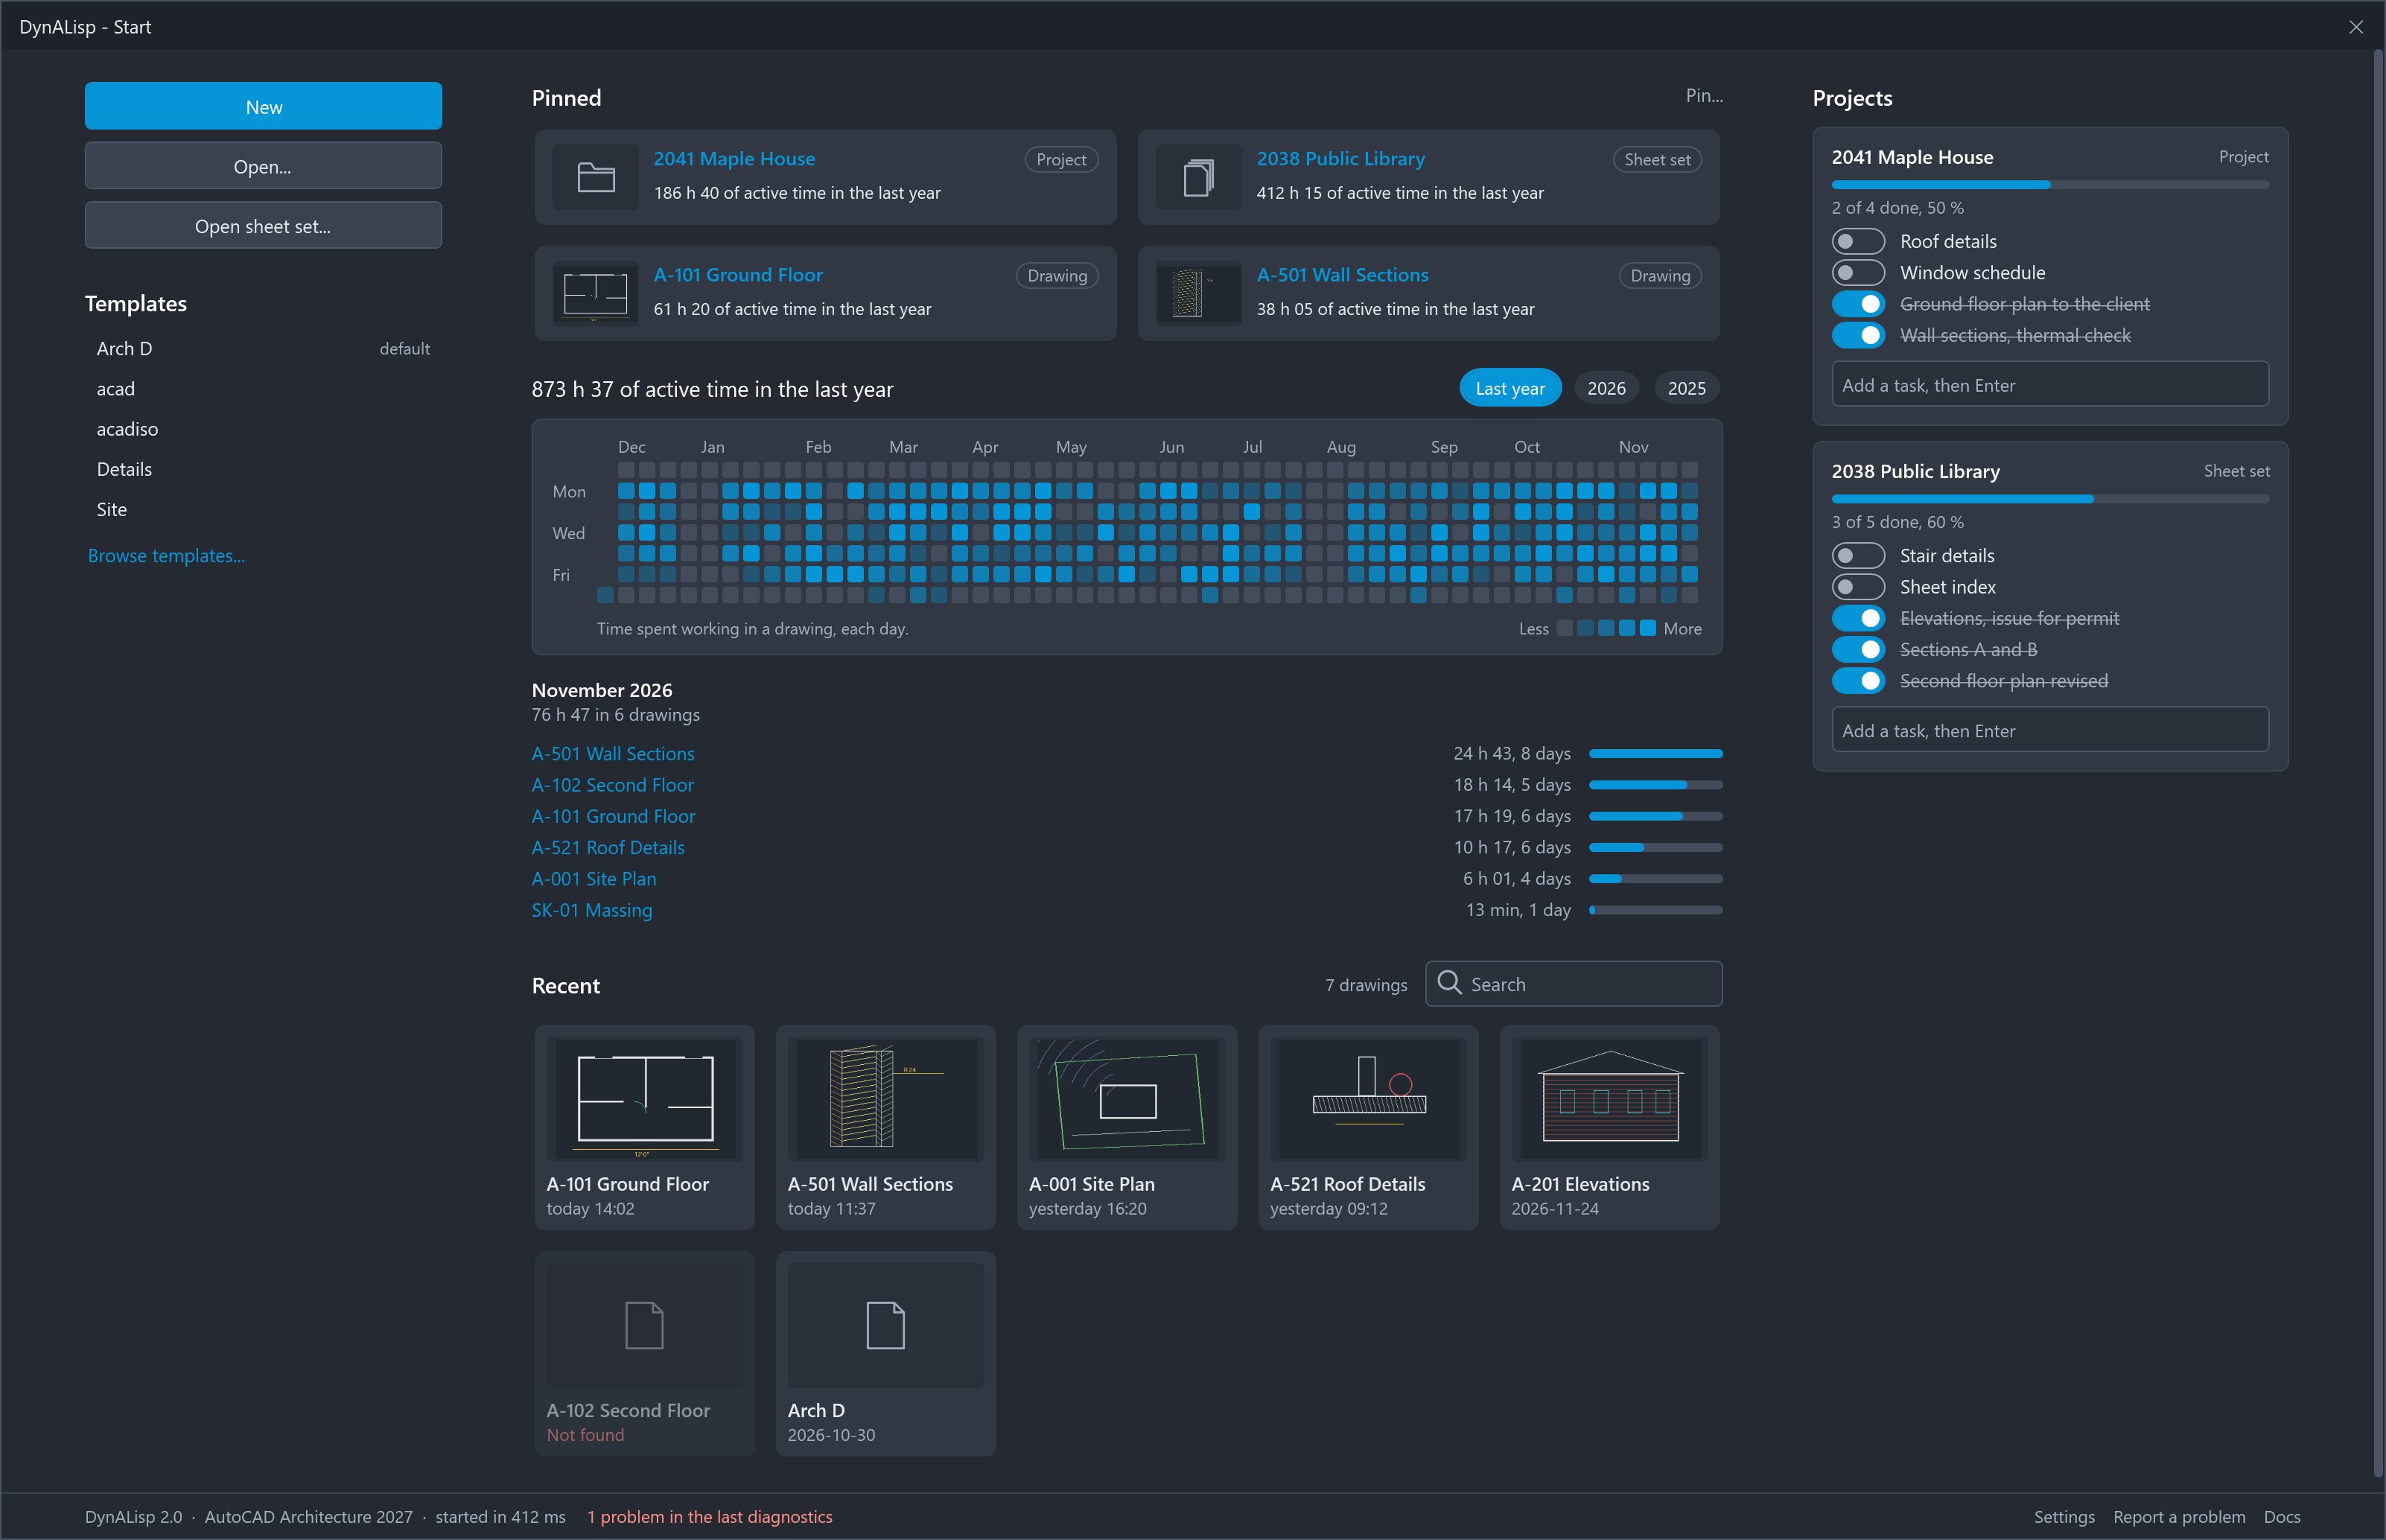 DynALisp - Start
New
Open...
Open sheet set...
Templates
Arch D default
acad
acadiso
Details
Site
Browse templates...
Pinned Pin...
2041 Maple House Project
186 h 40 of active time in the last year
2038 Public Library Sheet set
412 h 15 of active time in the last year
A-101 Ground Floor Drawing
61 h 20 of active time in the last year
A-501 Wall Sections Drawing
38 h 05 of active time in the last year
873 h 37 of active time in the last year Last year 2026 2025
Dec Jan Feb Mar Apr May Jun Jul Aug Sep Oct Nov
Mon
Wed
Fri
Time spent working in a drawing, each day. Less More
November 2026
76 h 47 in 6 drawings
A-501 Wall Sections 24 h 43, 8 days
A-102 Second Floor 18 h 14, 5 days
A-101 Ground Floor 17 h 19, 6 days
A-521 Roof Details 10 h 17, 6 days
A-001 Site Plan 6 h 01, 4 days
SK-01 Massing 13 min, 1 day
Recent 7 drawings Search
12'-0"
A-101 Ground Floor
today 14:02
R-24
A-501 Wall Sections
today 11:37
A-001 Site Plan
yesterday 16:20
A-521 Roof Details
yesterday 09:12
A-201 Elevations
2026-11-24
A-102 Second Floor
Not found
Arch D
2026-10-30
Projects
2041 Maple House Project
2 of 4 done, 50 %
Roof details
Window schedule
Ground floor plan to the client
Wall sections, thermal check
Add a task, then Enter
2038 Public Library Sheet set
3 of 5 done, 60 %
Stair details
Sheet index
Elevations, issue for permit
Sections A and B
Second floor plan revised
Add a task, then Enter
DynALisp 2.0 · AutoCAD Architecture 2027 · started in 412 ms 1 problem in the last diagnostics
Settings Report a problem Docs